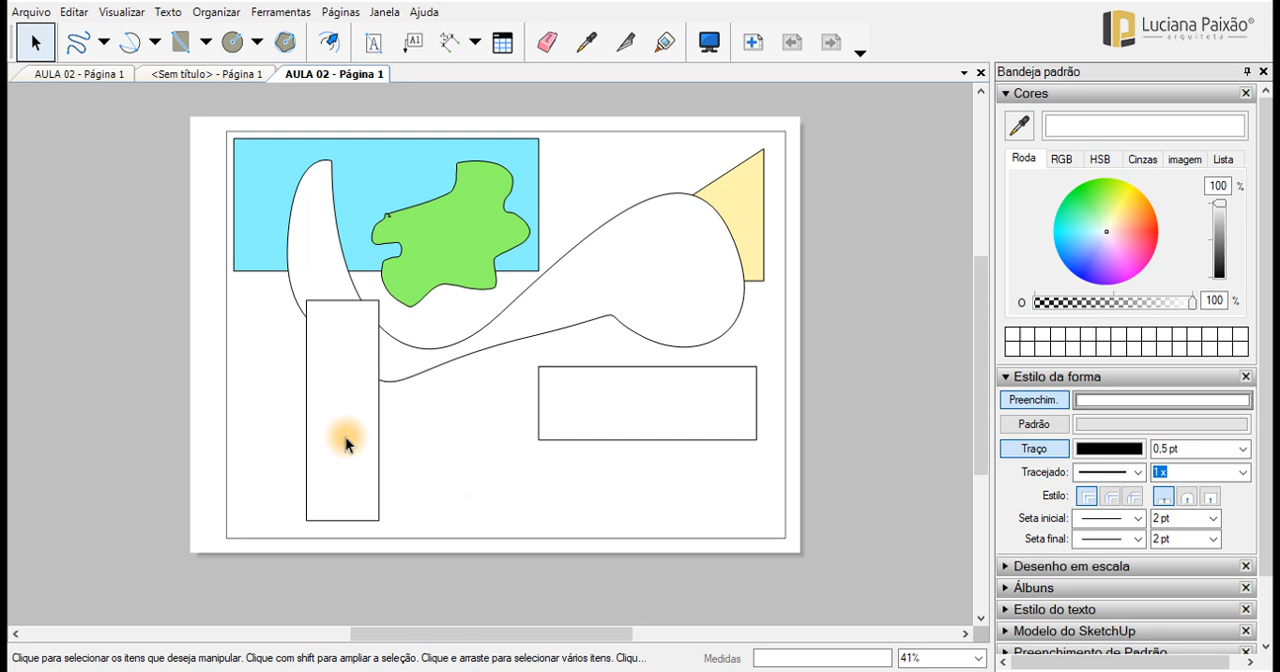 Arquivo Editar Visualizar Texto Organizar Ferramentas Páginas Janela Ajuda
Luciana Paixão®
arquiteta
A A1
AULA 02 - Página 1 <Sem título> - Página 1 AULA 02 - Página 1
Bandeja padrão
Cores
Roda RGB HSB Cinzas imagem Lista
100 %
O 100 %
Estilo da forma
Preenchim.
Padrão
Traço 0,5 pt
Tracejado: 1 x
Estilo:
Seta inicial: 2 pt
Seta final: 2 pt
Desenho em escala
Álbuns
Estilo do texto
Modelo do SketchUp
Preenchimento de Padrão
Clique para selecionar os itens que deseja manipular. Clique com shift para ampliar a seleção. Clique e arraste para selecionar vários itens. Cliqu... Medidas 41%